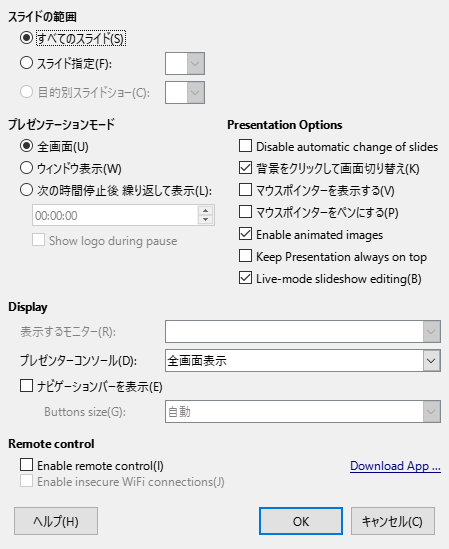 スライドの範囲
すべてのスライド(S)
スライド指定(F):
目的別スライドショー(C):
プレゼンテーションモード
全画面(U)
ウィンドウ表示(W)
次の時間停止後 繰り返して表示(L):
00:00:00
Show logo during pause
Presentation Options
Disable automatic change of slides
背景をクリックして画面切り替え(K)
マウスポインターを表示する(V)
マウスポインターをペンにする(P)
Enable animated images
Keep Presentation always on top
Live-mode slideshow editing(B)
Display
表示するモニター(R):
プレゼンターコンソール(D): 全画面表示
ナビゲーションバーを表示(E)
Buttons size(G): 自動
Remote control
Enable remote control(I) Download App ...
Enable insecure WiFi connections(J)
ヘルプ(H) OK キャンセル(C)